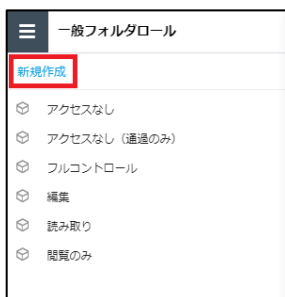 一般フォルダロール
新規作成
アクセスなし
アクセスなし（通過のみ）
フルコントロール
編集
読み取り
閲覧のみ